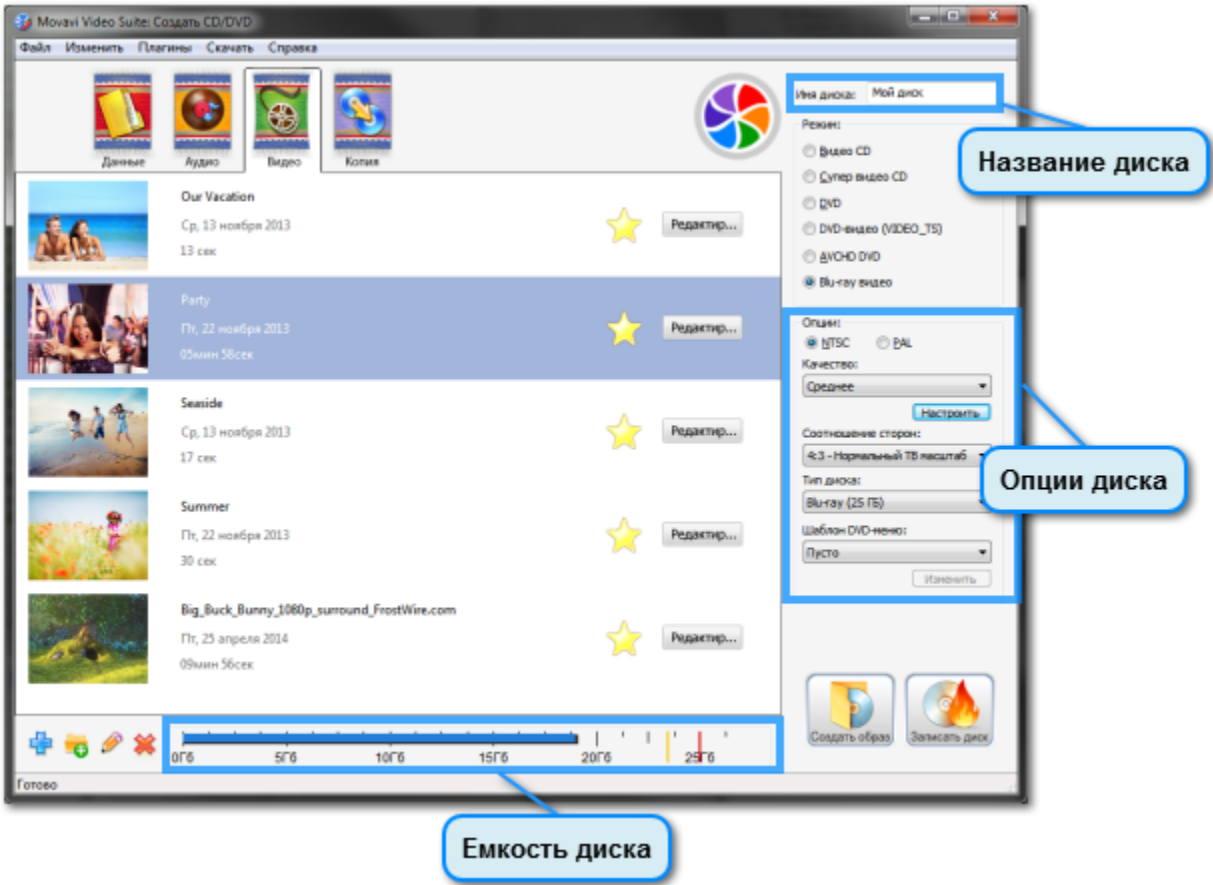 Movavi Video Suite: Создать CD/DVD
Файл Изменить Плагины Скачать Справка
Данные Аудио Видео Копия
Имя диска: Мой диск
Название диска
Режим:
Видео CD
Супер видео CD
DVD
DVD-видео (VIDEO_TS)
AVCHD DVD
Blu-ray видео
Our Vacation
Ср, 13 ноября 2013
13 сек
Редактир...
Party
Пт, 22 ноября 2013
05мин 58сек
Редактир...
Seaside
Ср, 13 ноября 2013
17 сек
Редактир...
Summer
Пт, 22 ноября 2013
30 сек
Редактир...
Big_Buck_Bunny_1080p_surround_FrostWire.com
Пт, 25 апреля 2014
09мин 56сек
Редактир...
Опции:
NTSC PAL
Качество:
Среднее
Настроить
Соотношение сторон:
4:3 - Нормальный ТВ масштаб
Тип диска:
Blu-ray (25 ГБ)
Шаблон DVD-меню:
Пусто
Изменить
Опции диска
Создать образ Записать диск
0Гб 5Гб 10Гб 15Гб 20Гб 25Гб
Готово
Емкость диска